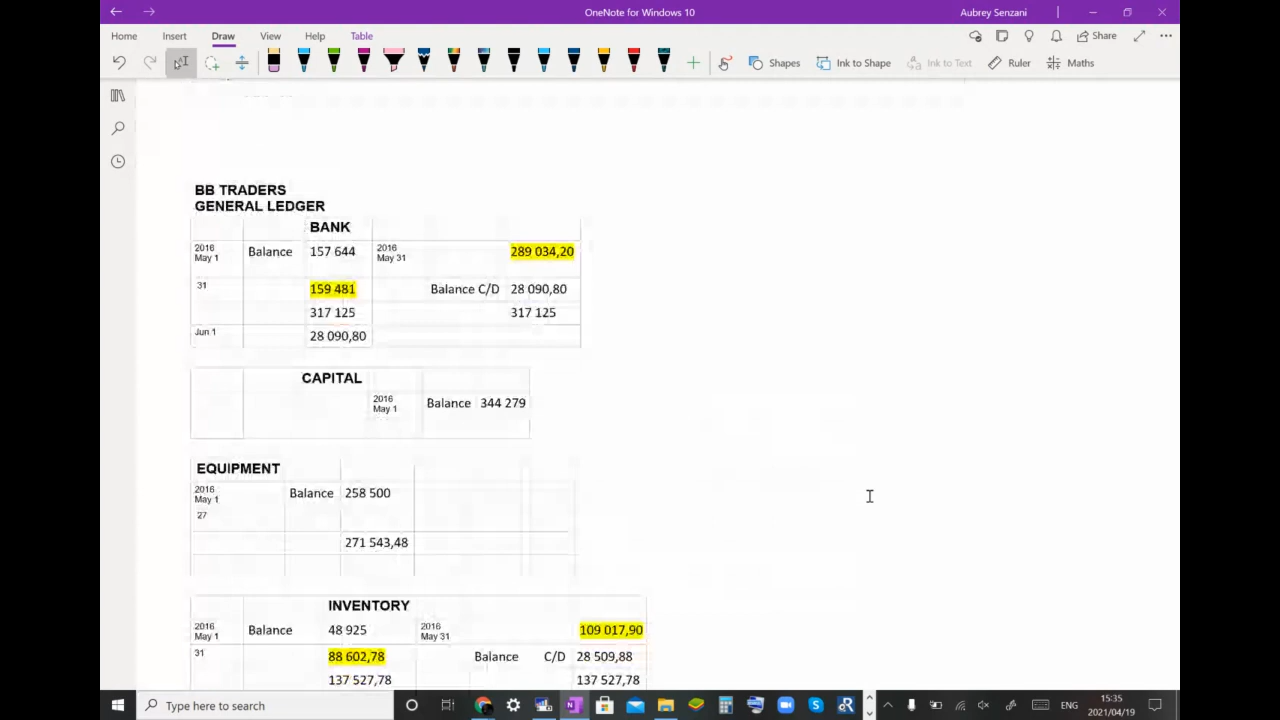 OneNote for Windows 10
Aubrey Senzani
Home Insert Draw View Help Table
Share
Shapes Ink to Shape Ink to Text Ruler Maths
BB TRADERS
GENERAL LEDGER
BANK
2016 May 1 Balance 157 644 2016 May 31 289 034,20
31 159 481 Balance C/D 28 090,80
317 125 317 125
Jun 1 28 090,80
CAPITAL
2016 May 1 Balance 344 279
EQUIPMENT
2016 May 1 Balance 258 500
27
271 543,48
INVENTORY
2016 May 1 Balance 48 925 2016 May 31 109 017,90
31 88 602,78 Balance C/D 28 509,88
137 527,78 137 527,78
Type here to search
ENG
15:35
2021/04/19